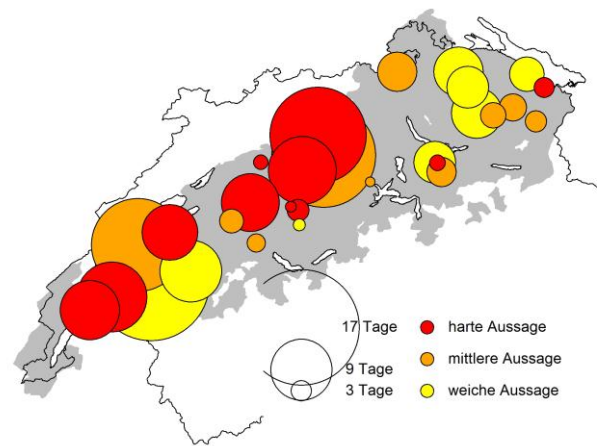 17 Tage
harte Aussage
mittlere Aussage
9 Tage
3 Tage
weiche Aussage